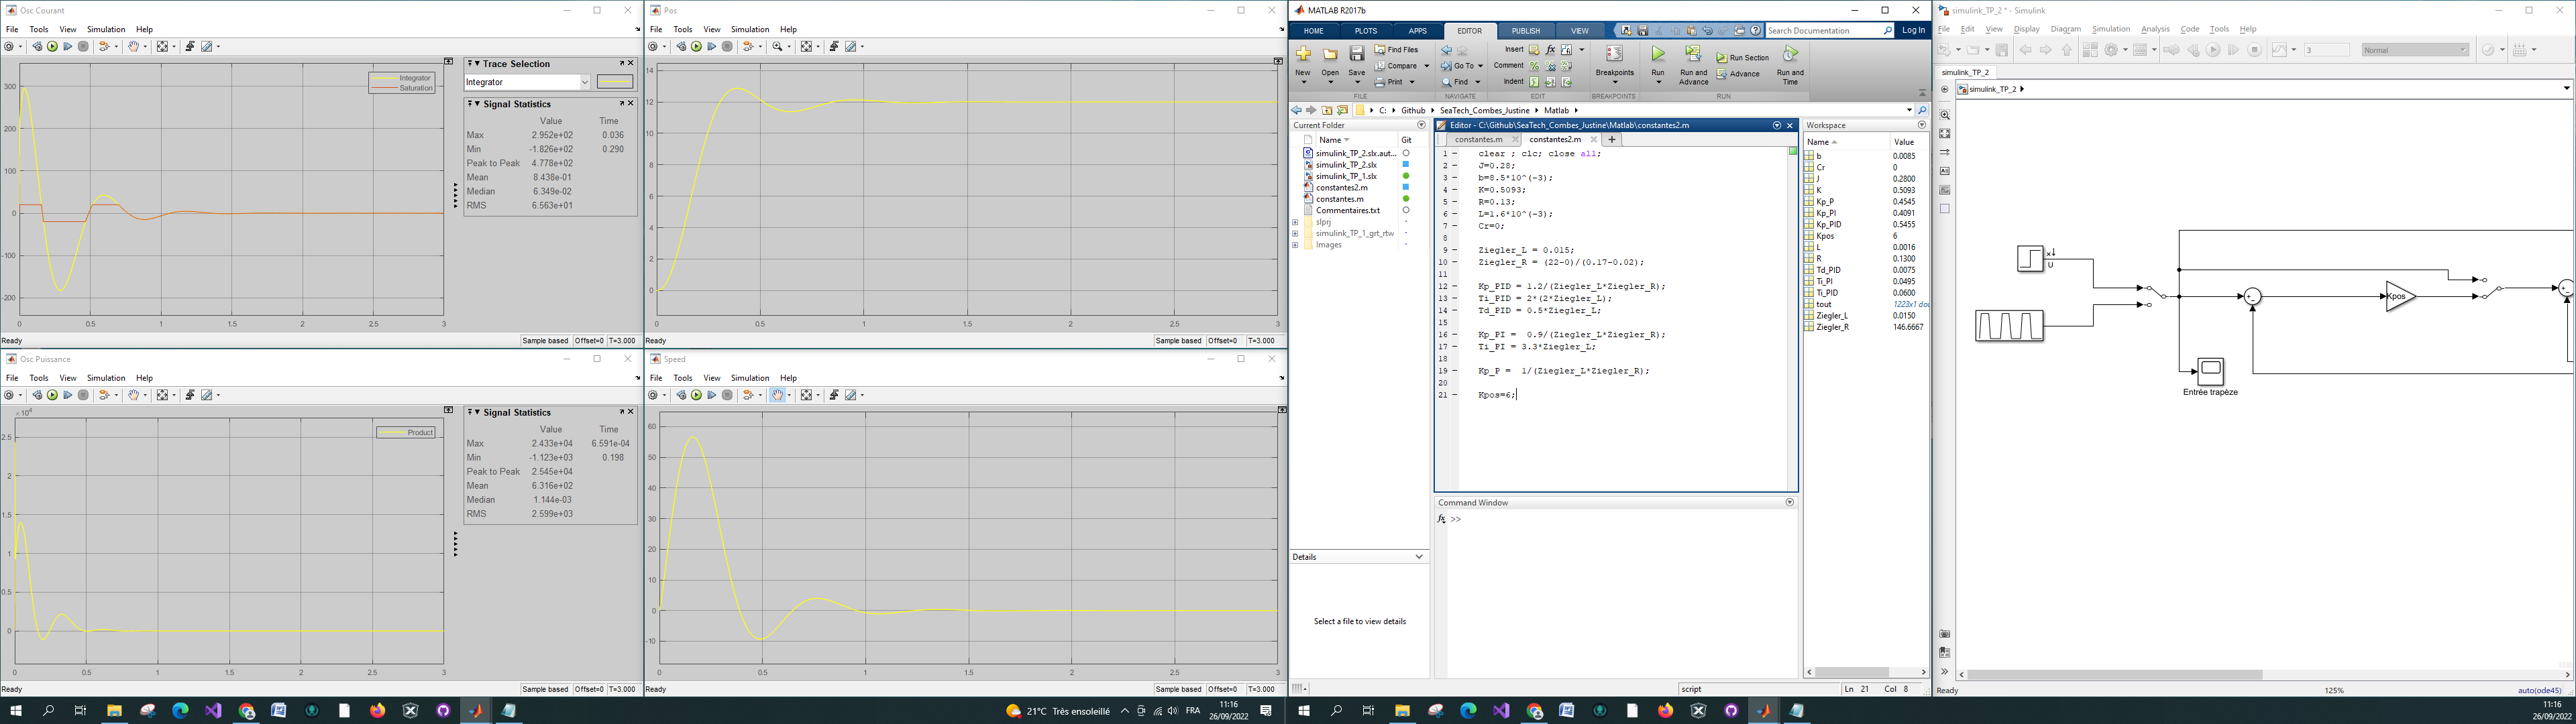 Osc Courant
File Tools View Simulation Help
Integrator
Saturation
300
200
100
0
-100
-200
0 0.5 1 1.5 2 2.5 3
Trace Selection
Integrator
Signal Statistics
Value Time
Max 2.952e+02 0.036
Min -1.826e+02 0.290
Peak to Peak 4.778e+02
Mean 8.438e-01
Median 6.349e-02
RMS 6.563e+01
Ready Sample based Offset=0 T=3.000
Pos
File Tools View Simulation Help
14
12
10
8
6
4
2
0
0 0.5 1 1.5 2 2.5 3
Ready Sample based Offset=0 T=3.000
Osc Puissance
File Tools View Simulation Help
×10^4
Product
2.5
2
1.5
1
0.5
0
0 0.5 1 1.5 2 2.5 3
Signal Statistics
Value Time
Max 2.433e+04 6.591e-04
Min -1.123e+03 0.198
Peak to Peak 2.545e+04
Mean 6.316e+02
Median 1.144e-03
RMS 2.599e+03
Ready Sample based Offset=0 T=3.000
Speed
File Tools View Simulation Help
60
50
40
30
20
10
0
-10
0 0.5 1 1.5 2 2.5 3
Ready Sample based Offset=0 T=3.000
MATLAB R2017b
HOME PLOTS APPS EDITOR PUBLISH VIEW Search Documentation Log In
New Open Save Find Files Compare Print
Go To Find
Insert Comment Indent
Breakpoints Run Run and Advance Run Section Advance Run and Time
FILE NAVIGATE EDIT BREAKPOINTS RUN
C: Github SeaTech_Combes_Justine Matlab
Current Folder
Name Git
simulink_TP_2.slx.aut...
simulink_TP_2.slx
simulink_TP_1.slx
constantes2.m
constantes.m
Commentaires.txt
slprj
simulink_TP_1_grt_rtw
Images
Details
Select a file to view details
Editor - C:\Github\SeaTech_Combes_Justine\Matlab\constantes2.m
constantes.m constantes2.m
1 clear ; clc; close all;
2 J=0.28;
3 b=8.5*10^(-3);
4 K=0.5093;
5 R=0.13;
6 L=1.6*10^(-3);
7 Cr=0;
8
9 Ziegler_L = 0.015;
10 Ziegler_R = (22-0)/(0.17-0.02);
11
12 Kp_PID = 1.2/(Ziegler_L*Ziegler_R);
13 Ti_PID = 2*(2*Ziegler_L);
14 Td_PID = 0.5*Ziegler_L;
15
16 Kp_PI = 0.9/(Ziegler_L*Ziegler_R);
17 Ti_PI = 3.3*Ziegler_L;
18
19 Kp_P = 1/(Ziegler_L*Ziegler_R);
20
21 Kpos=6;
Command Window
fx >>
Workspace
Name Value
b 0.0085
Cr 0
J 0.2800
K 0.5093
Kp_P 0.4545
Kp_PI 0.4091
Kp_PID 0.5455
Kpos 6
L 0.0016
R 0.1300
Td_PID 0.0075
Ti_PI 0.0495
Ti_PID 0.0600
tout 1223x1 dou
Ziegler_L 0.0150
Ziegler_R 146.6667
script Ln 21 Col 8
simulink_TP_2 * - Simulink
File Edit View Display Diagram Simulation Analysis Code Tools Help
3 Normal
simulink_TP_2
simulink_TP_2
U
Kpos
Entrée trapèze
Ready 125% auto(ode45)
21°C Très ensoleillé FRA 11:16 26/09/2022
11:16
26/09/2022